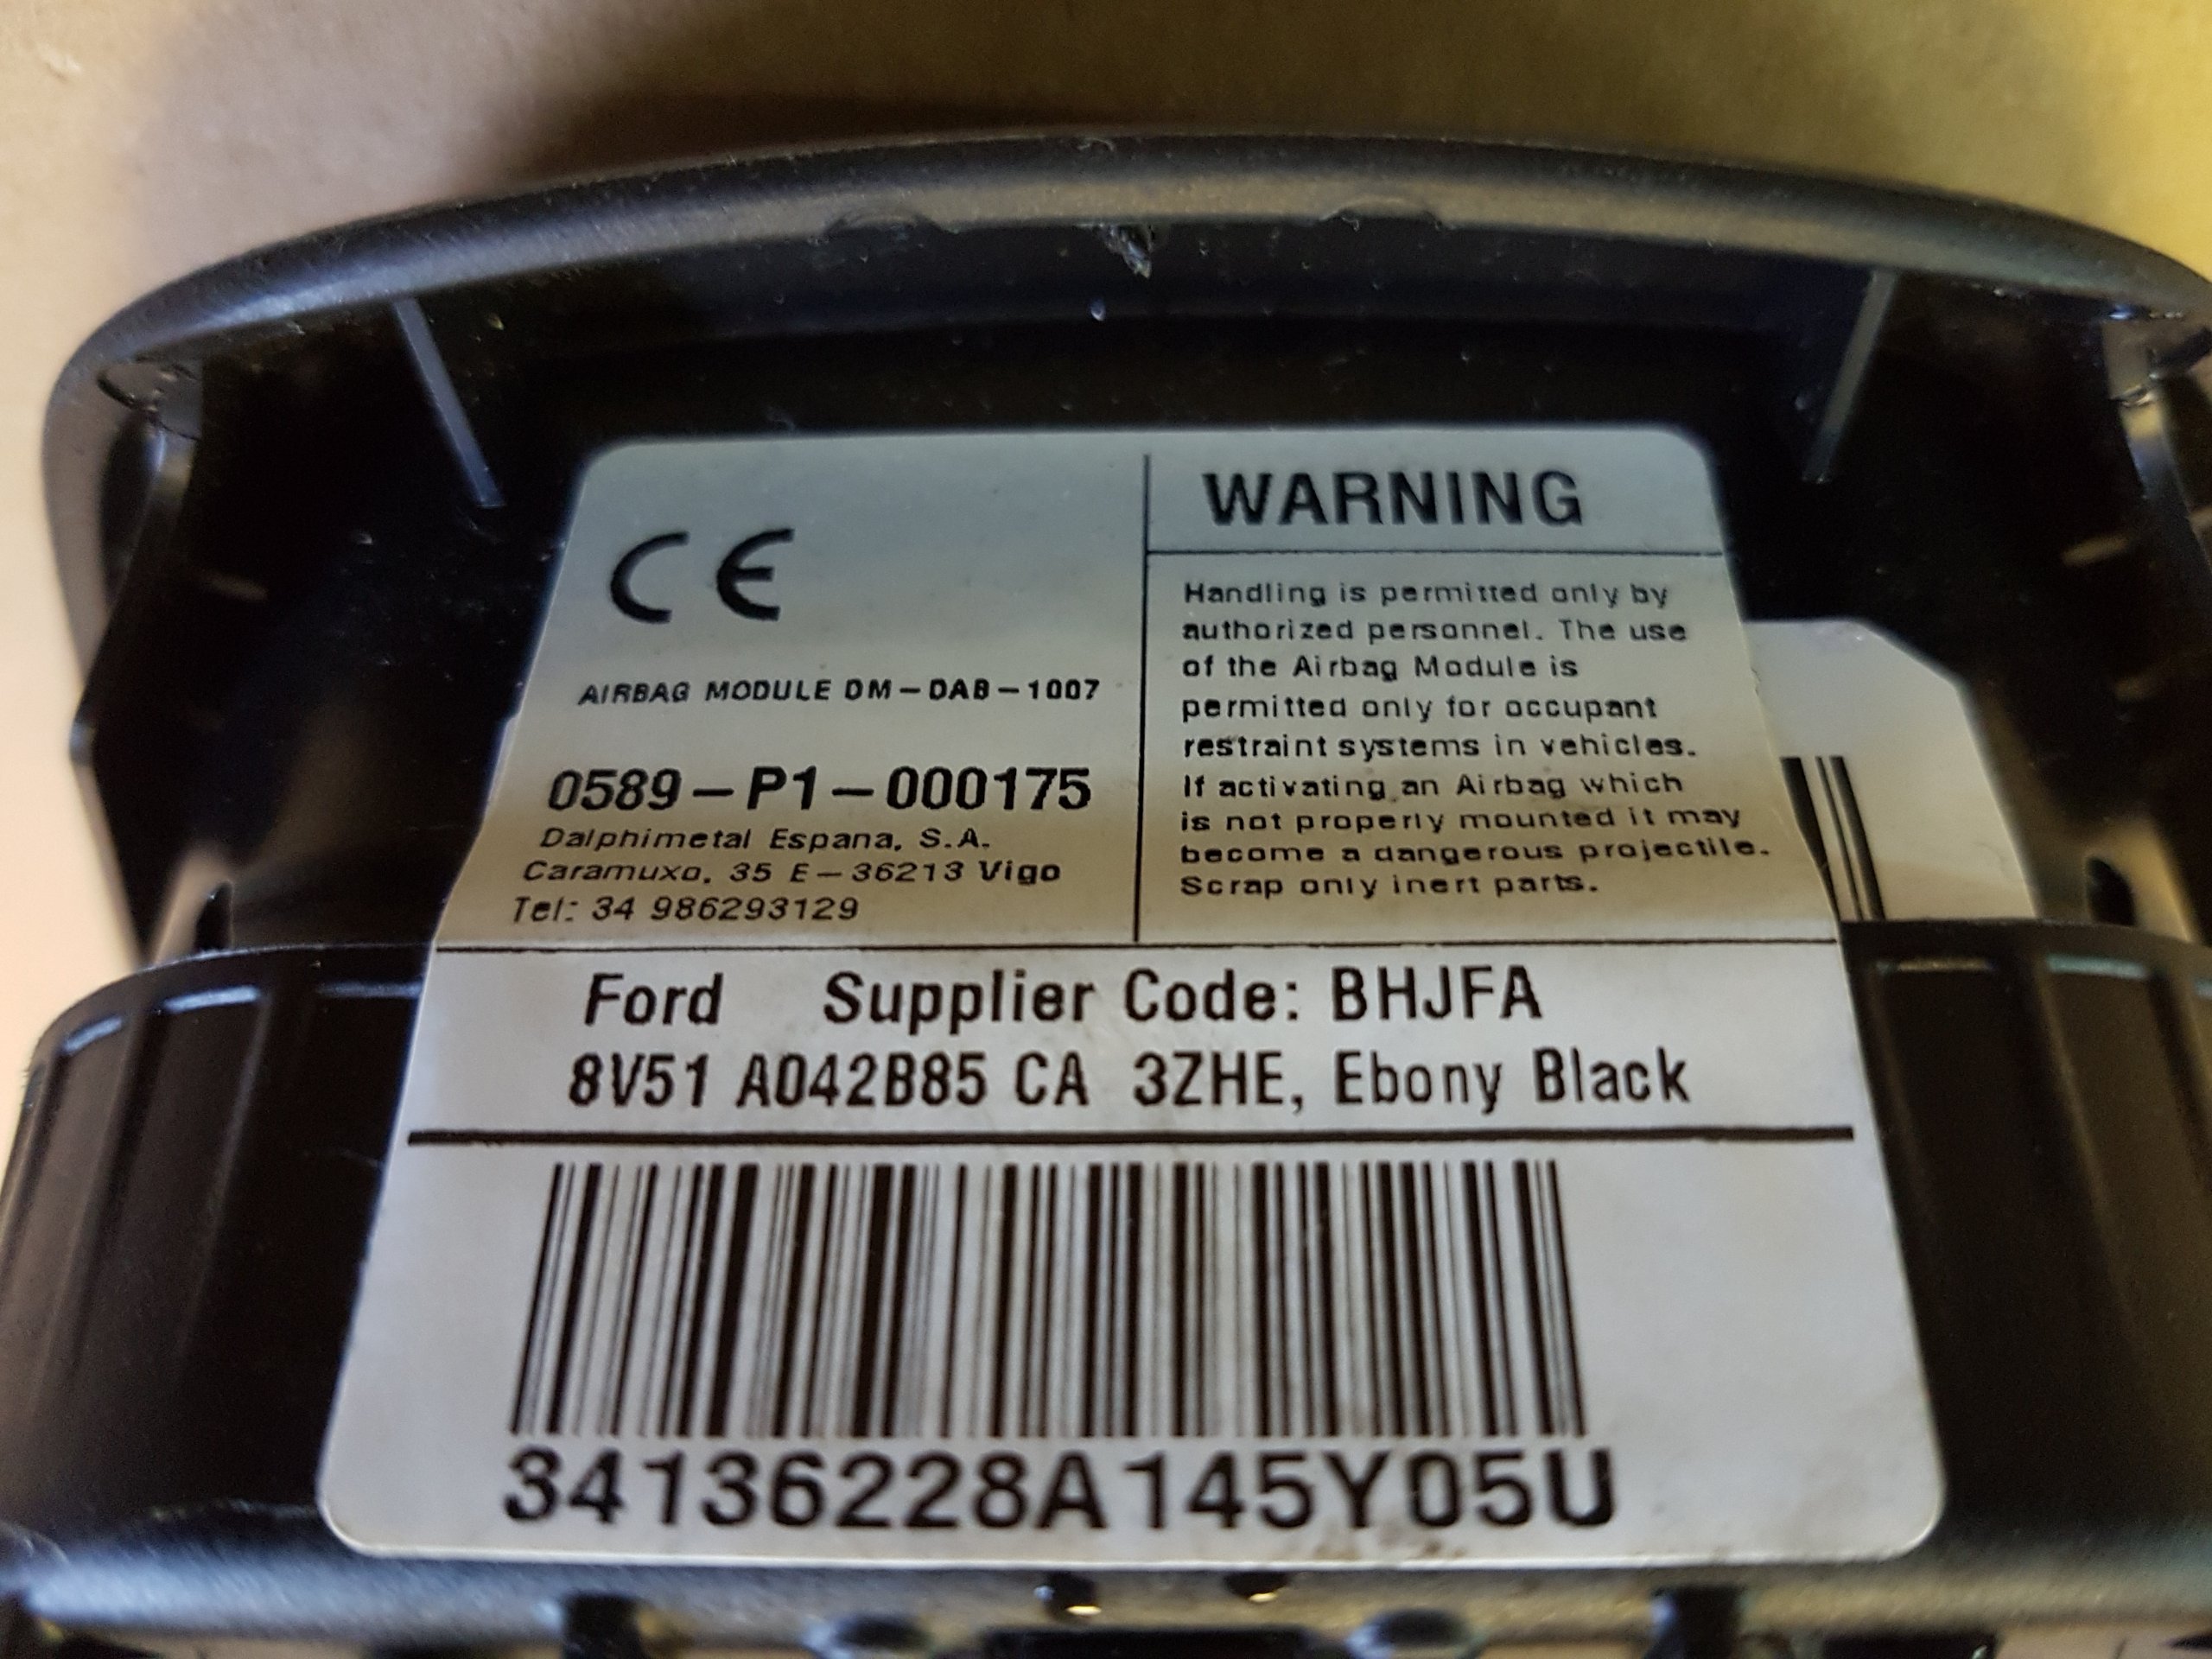 CE
AIRBAG MODULE DM-DAB-1007
0589-P1-000175
Dalphimetal Espana, S.A.
Caramuxo, 35 E-36213 Vigo
Tel: 34 986293129
WARNING
Handling is permitted only by
authorized personnel. The use
of the Airbag Module is
permitted only for occupant
restraint systems in vehicles.
If activating an Airbag which
is not properly mounted it may
become a dangerous projectile.
Scrap only inert parts.
Ford Supplier Code: BHJFA
8V51 A042B85 CA 3ZHE, Ebony Black
34136228A145Y05U